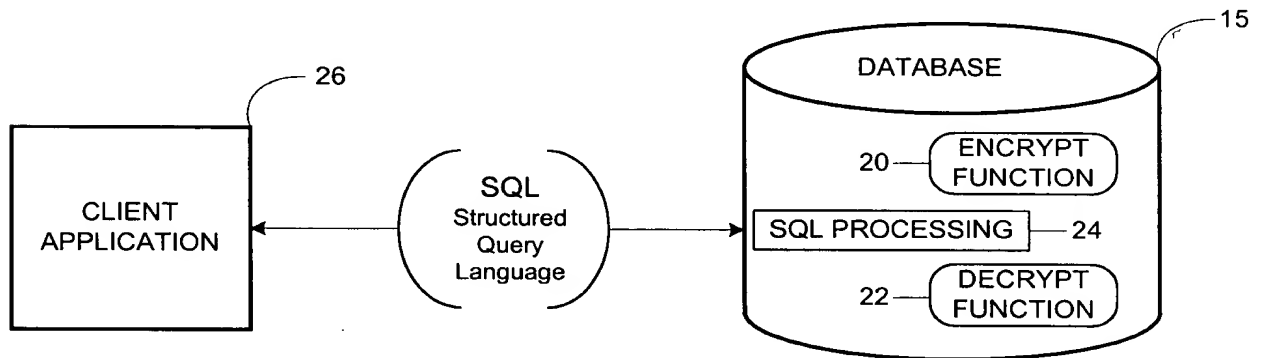 15
DATABASE
26
ENCRYPT
FUNCTION
20
CLIENT
APPLICATION
SQL
Structured
Query
Language
SQL PROCESSING
24
DECRYPT
FUNCTION
22